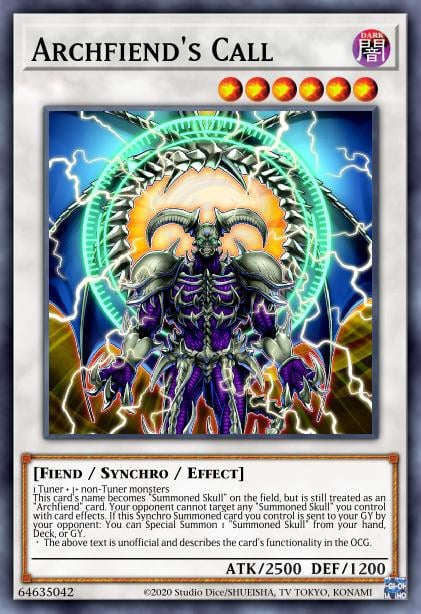 ARCHFIEND'S CALL
DARK
闇
[FIEND / SYNCHRO / EFFECT]
1 Tuner + 1+ non-Tuner monsters
This card's name becomes "Summoned Skull" on the field, but is still treated as an
"Archfiend" card. Your opponent cannot target any "Summoned Skull" you control
with card effects. If this Synchro Summoned card you control is sent to your GY by
your opponent: You can Special Summon 1 "Summoned Skull" from your hand,
Deck, or GY.
* The above text is unofficial and describes the card's functionality in the OCG.
ATK/2500 DEF/1200
64635042
©2020 Studio Dice/SHUEISHA, TV TOKYO, KONAMI